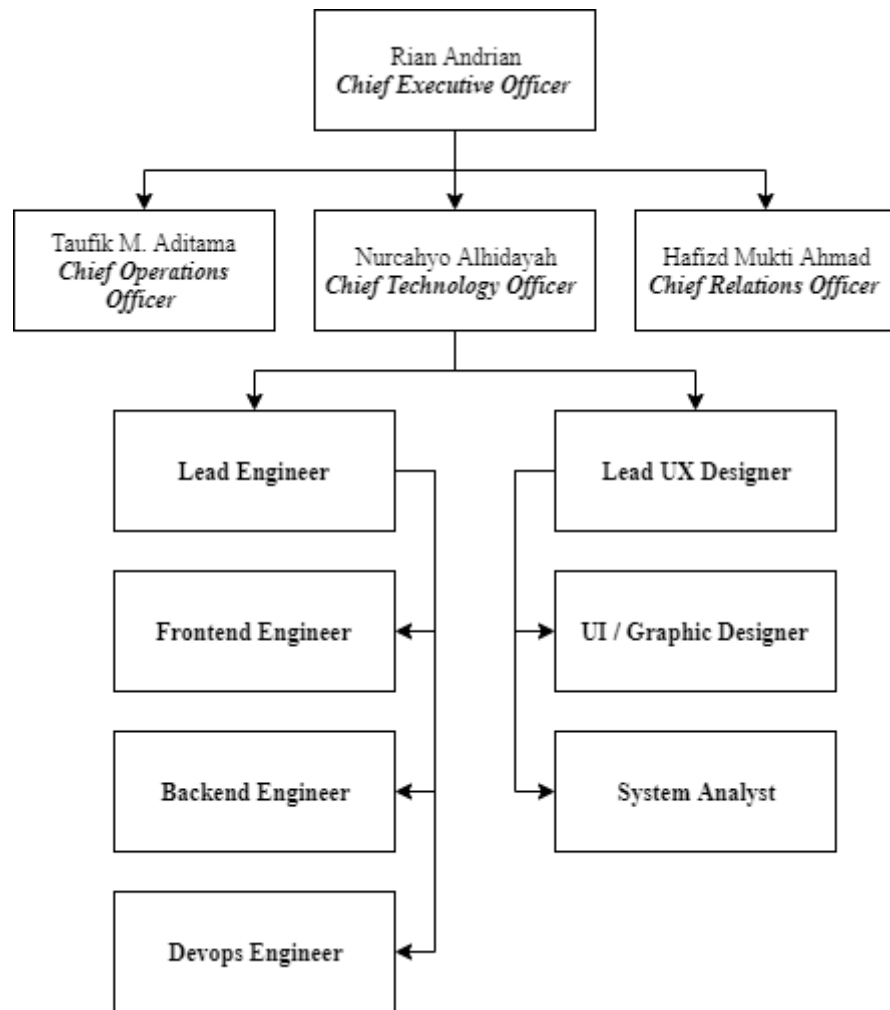 Rian Andrian
Chief Executive Officer
Taufik M. Aditama
Chief Operations
Officer
Nurcahyo Alhidayah
Chief Technology Officer
Hafizd Mukti Ahmad
Chief Relations Officer
Lead Engineer
Lead UX Designer
Frontend Engineer
UI / Graphic Designer
Backend Engineer
System Analyst
Devops Engineer